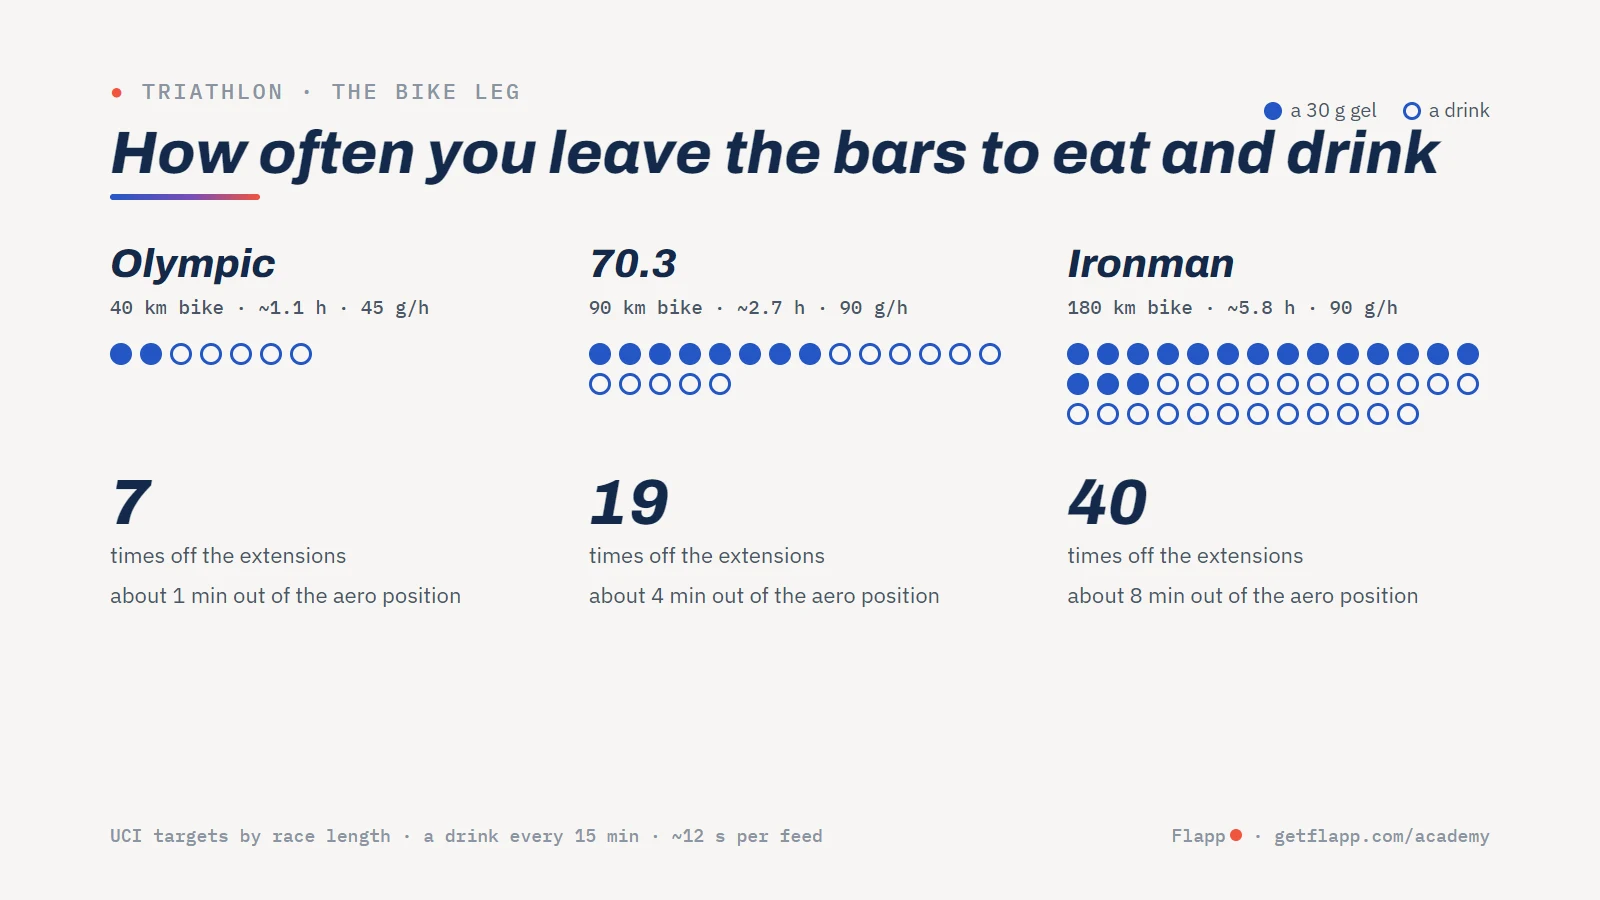 TRIATHLON · THE BIKE LEG
a 30 g gel a drink
How often you leave the bars to eat and drink
Olympic
40 km bike · ~1.1 h · 45 g/h
7
times off the extensions
about 1 min out of the aero position
70.3
90 km bike · ~2.7 h · 90 g/h
19
times off the extensions
about 4 min out of the aero position
Ironman
180 km bike · ~5.8 h · 90 g/h
40
times off the extensions
about 8 min out of the aero position
UCI targets by race length · a drink every 15 min · ~12 s per feed
Flapp · getflapp.com/academy